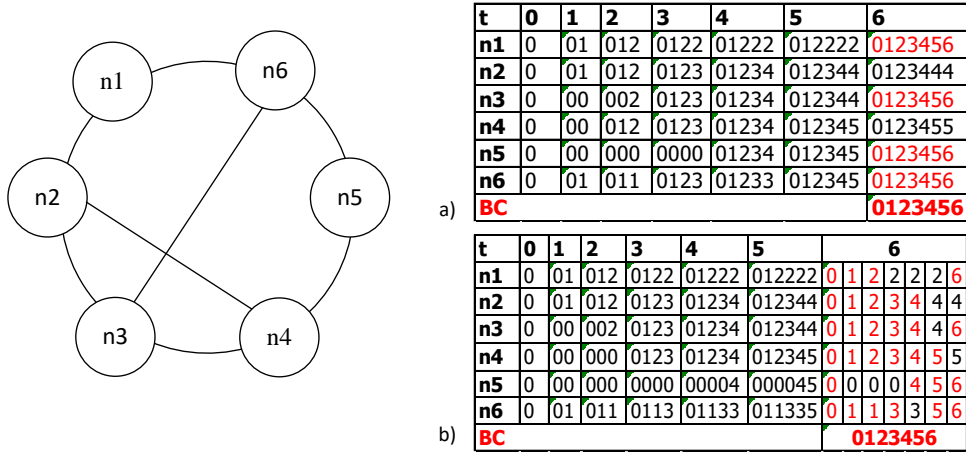 n1
n6
n2
n5
n3
n4
a)
t 0 1 2 3 4 5 6
n1 0 01 012 0122 01222 012222 0123456
n2 0 01 012 0123 01234 012344 0123444
n3 0 00 002 0123 01234 012344 0123456
n4 0 00 012 0123 01234 012345 0123455
n5 0 00 000 0000 01234 012345 0123456
n6 0 01 011 0123 01233 012345 0123456
BC 0123456
b)
t 0 1 2 3 4 5 6
n1 0 01 012 0122 01222 012222 0 1 2 2 2 2 6
n2 0 01 012 0123 01234 012344 0 1 2 3 4 4 4
n3 0 00 002 0123 01234 012344 0 1 2 3 4 4 6
n4 0 00 000 0123 01234 012345 0 1 2 3 4 5 5
n5 0 00 000 0000 00004 000045 0 0 0 0 4 5 6
n6 0 01 011 0113 01133 011335 0 1 1 3 3 5 6
BC 0123456